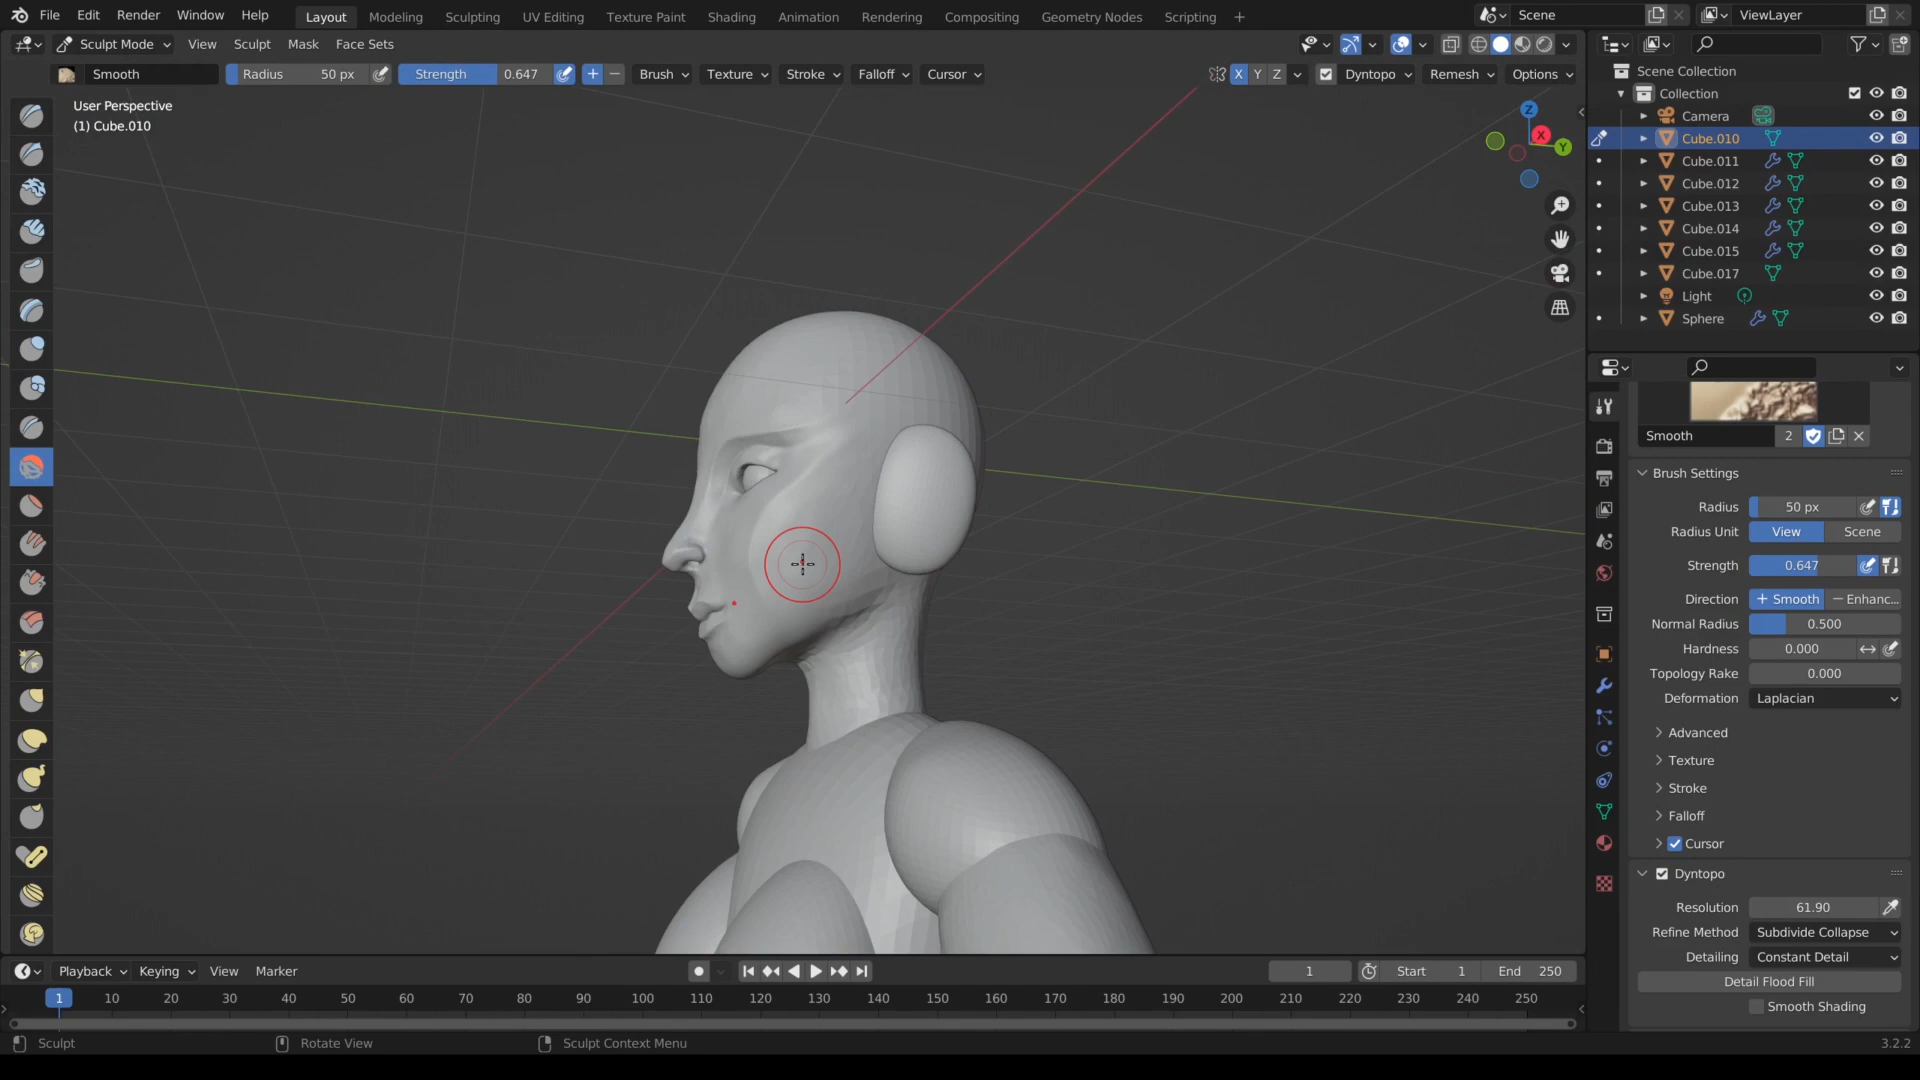 File Edit Render Window Help Layout Modeling Sculpting UV Editing Texture Paint Shading Animation Rendering Compositing Geometry Nodes Scripting + Scene ViewLayer
Sculpt Mode View Sculpt Mask Face Sets
Smooth Radius 50 px Strength 0.647 + − Brush Texture Stroke Falloff Cursor X Y Z Dyntopo Remesh Options
User Perspective
(1) Cube.010
Z
X
Y
Scene Collection
Collection
Camera
Cube.010
Cube.011
Cube.012
Cube.013
Cube.014
Cube.015
Cube.017
Light
Sphere
Smooth 2
Brush Settings
Radius 50 px
Radius Unit View Scene
Strength 0.647
Direction + Smooth − Enhanc...
Normal Radius 0.500
Hardness 0.000
Topology Rake 0.000
Deformation Laplacian
Advanced
Texture
Stroke
Falloff
Cursor
Dyntopo
Resolution 61.90
Refine Method Subdivide Collapse
Detailing Constant Detail
Detail Flood Fill
Smooth Shading
Playback Keying View Marker 1 Start 1 End 250
1 10 20 30 40 50 60 70 80 90 100 110 120 130 140 150 160 170 180 190 200 210 220 230 240 250
Sculpt Rotate View Sculpt Context Menu 3.2.2